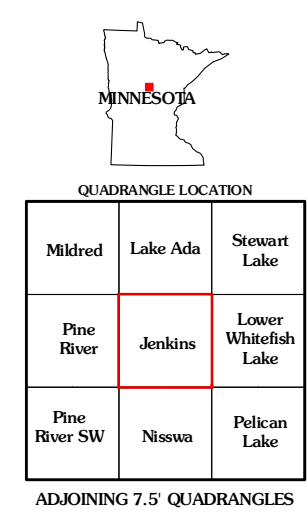 MINNESOTA
QUADRANGLE LOCATION
Mildred
Lake Ada
Stewart
Lake
Pine
River
Jenkins
Lower
Whitefish
Lake
Pine
River SW
Nisswa
Pelican
Lake
ADJOINING 7.5' QUADRANGLES